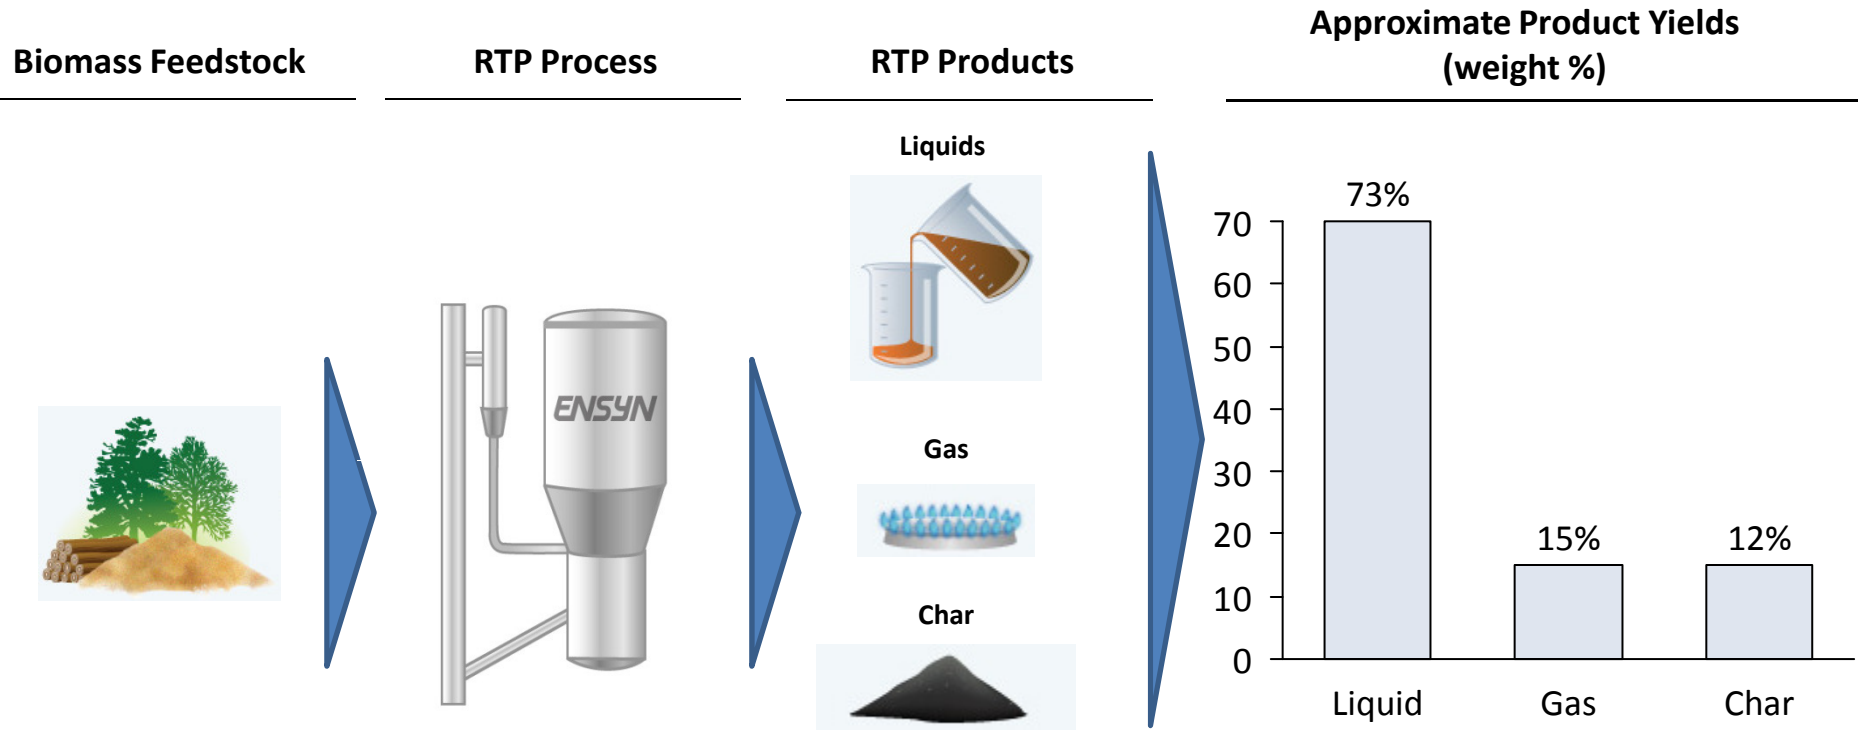 Biomass Feedstock
RTP Process
RTP Products
Approximate Product Yields
(weight %)
Liquids
ENSYN
Gas
Char
73%
15%
12%
70
60
50
40
30
20
10
0
Liquid
Gas
Char